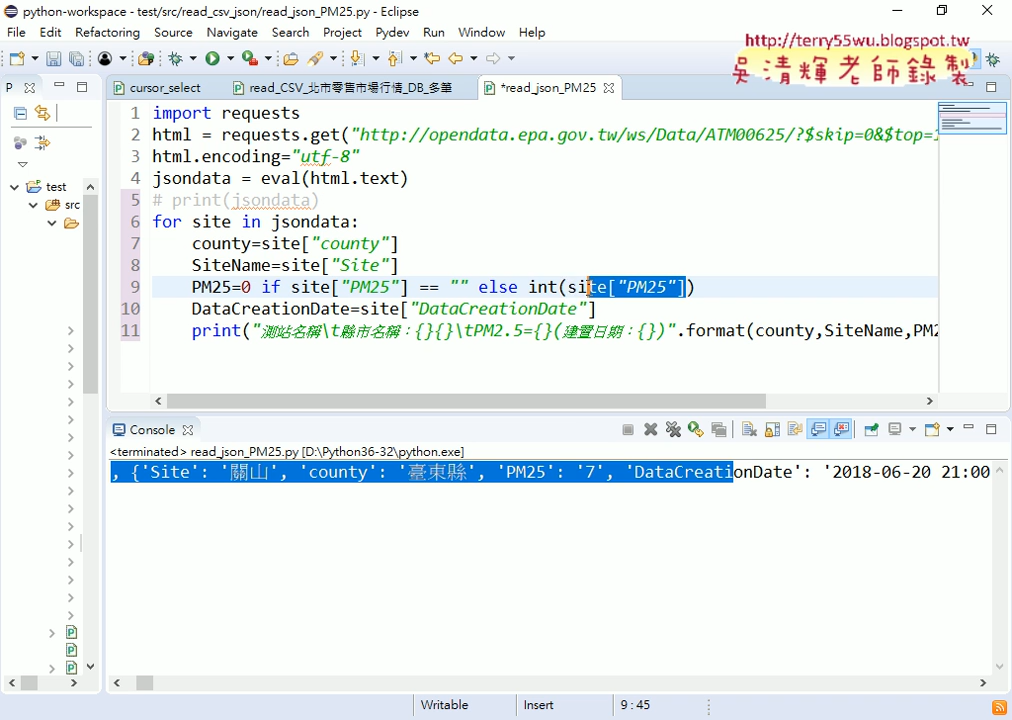 python-workspace - test/src/read_csv_json/read_json_PM25.py - Eclipse
File Edit Refactoring Source Navigate Search Project Pydev Run Window Help
http://terry55wu.blogspot.tw
吳清輝老師錄製
P
cursor_select
read_CSV_北市零售市場行情_DB_多筆
*read_json_PM25
1 import requests
2 html = requests.get("http://opendata.epa.gov.tw/ws/Data/ATM00625/?$skip=0&$top=1
3 html.encoding="utf-8"
4 jsondata = eval(html.text)
5 # print(jsondata)
6 for site in jsondata:
7 county=site["county"]
8 SiteName=site["Site"]
9 PM25=0 if site["PM25"] == "" else int(site["PM25"])
10 DataCreationDate=site["DataCreationDate"]
11 print("測站名稱\t縣市名稱：{}{}\tPM2.5={}(建置日期：{})".format(county,SiteName,PM2
test
src
Console
<terminated> read_json_PM25.py [D:\Python36-32\python.exe]
, {'Site': '關山', 'county': '臺東縣', 'PM25': '7', 'DataCreationDate': '2018-06-20 21:00
Writable Insert 9 : 45